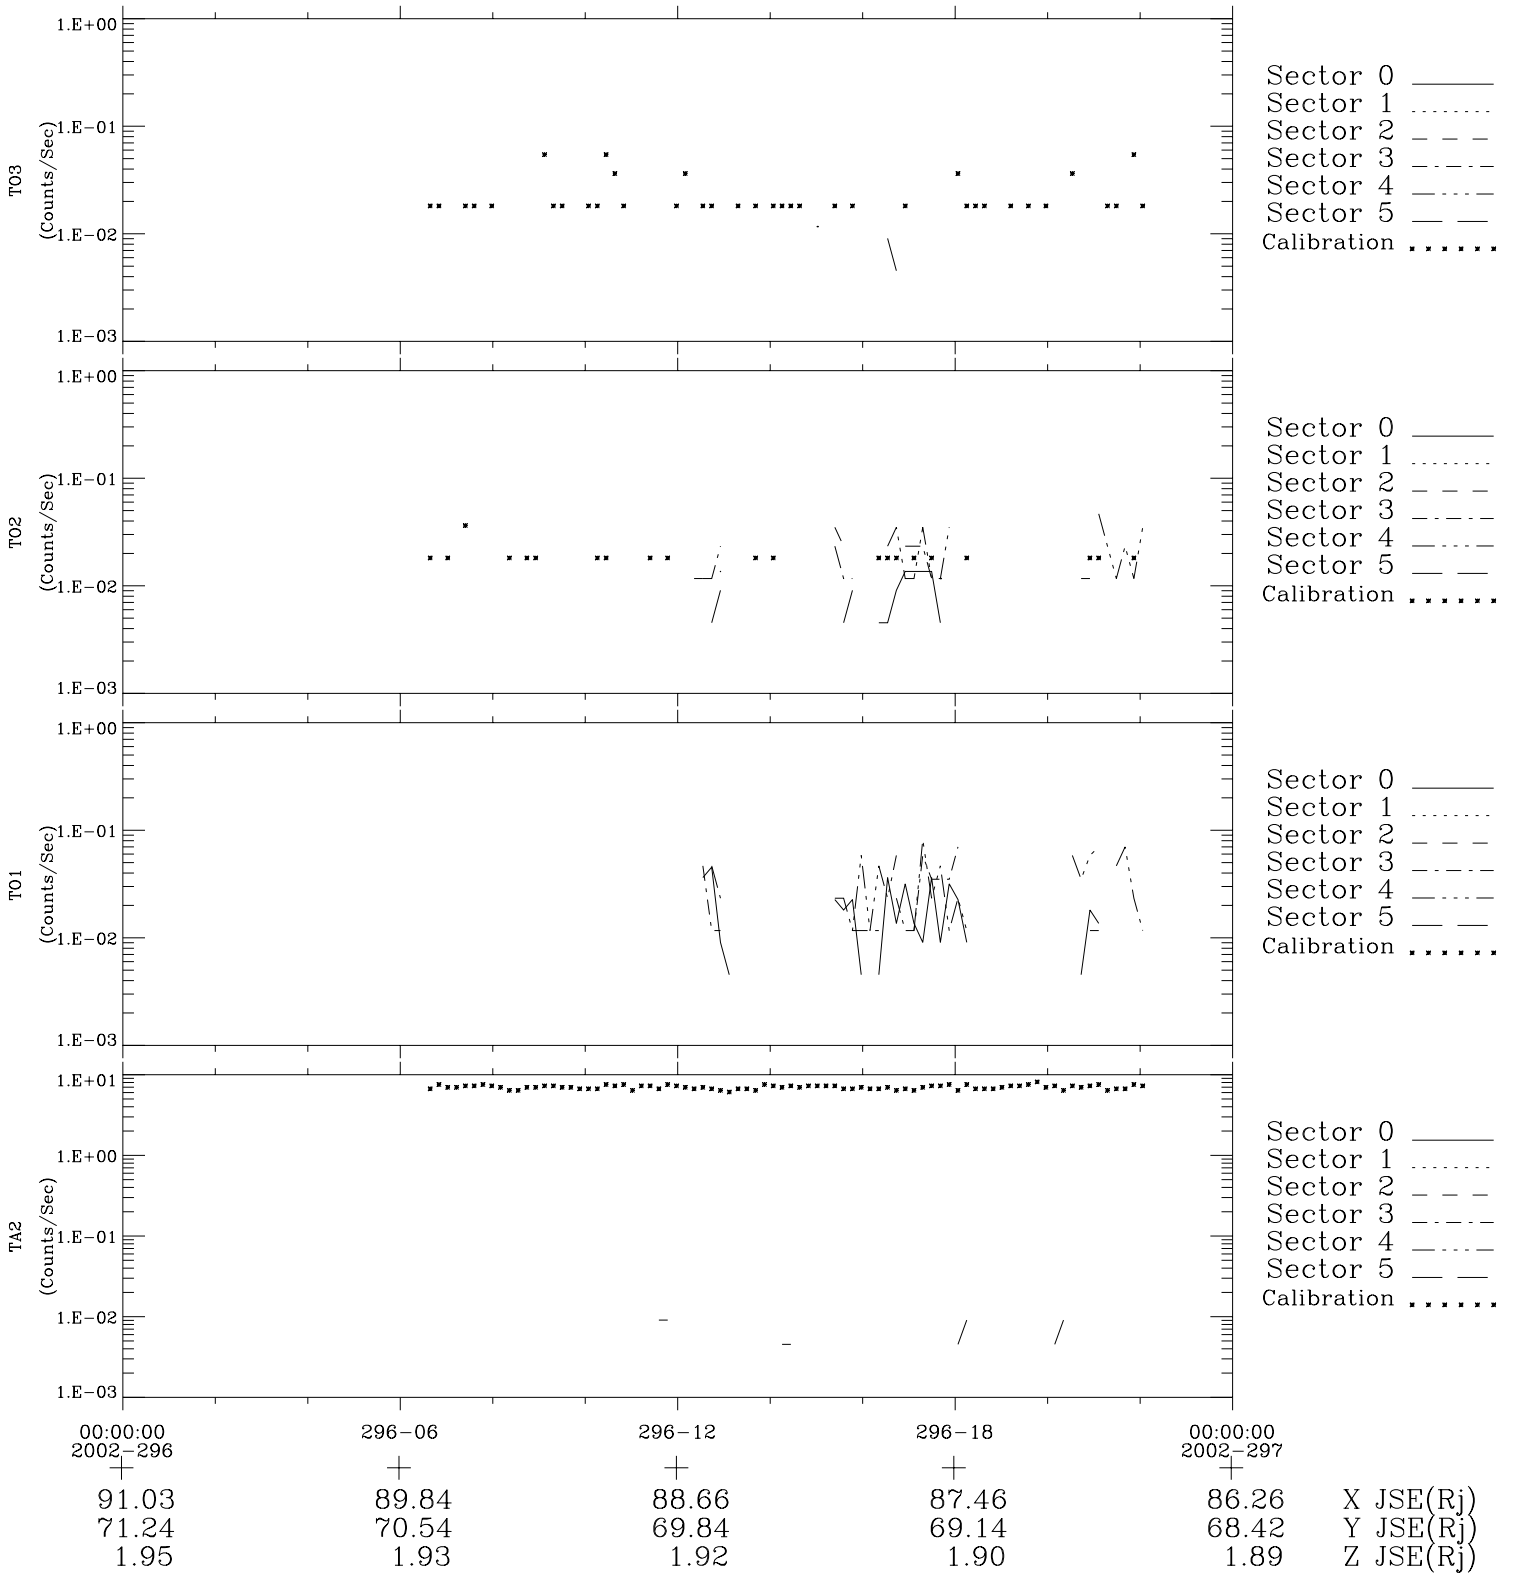 1.E+00
1.E-01
1.E-02
1.E-03
TO3
(Counts/Sec)
Sector 0
Sector 1
Sector 2
Sector 3
Sector 4
Sector 5
Calibration
1.E+00
1.E-01
1.E-02
1.E-03
TO2
(Counts/Sec)
Sector 0
Sector 1
Sector 2
Sector 3
Sector 4
Sector 5
Calibration
1.E+00
1.E-01
1.E-02
1.E-03
TO1
(Counts/Sec)
Sector 0
Sector 1
Sector 2
Sector 3
Sector 4
Sector 5
Calibration
1.E+01
1.E+00
1.E-01
1.E-02
1.E-03
TA2
(Counts/Sec)
Sector 0
Sector 1
Sector 2
Sector 3
Sector 4
Sector 5
Calibration
00:00:00 296-06 296-12 296-18 00:00:00
2002-296 2002-297
91.03 89.84 88.66 87.46 86.26 X JSE(Rj)
71.24 70.54 69.84 69.14 68.42 Y JSE(Rj)
1.95 1.93 1.92 1.90 1.89 Z JSE(Rj)